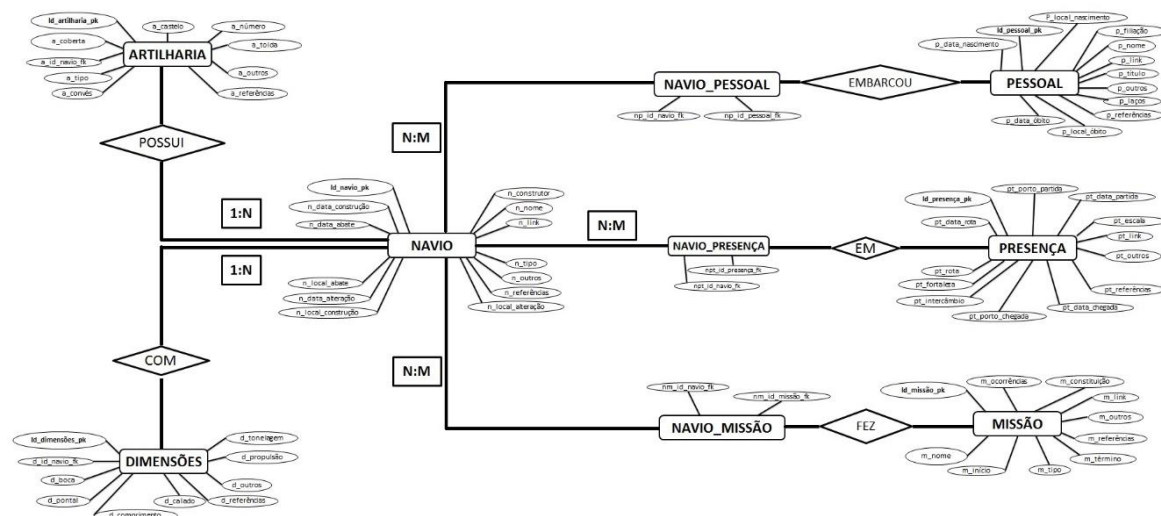 Id_artilharia_pk
a_castelo
a_número
a_coberta
a_tolda
ARTILHARIA
a_id_navio_fk
a_outros
a_tipo
a_convés
a_referências
POSSUI
1:N
1:N
COM
Id_dimensões_pk
d_tonelagem
d_id_navio_fk
d_propulsão
DIMENSÕES
d_boca
d_outros
d_pontal
d_calado
d_referências
d_comprimento
N:M
Id_navio_pk
n_construtor
n_data_construção
n_nome
n_data_abate
n_link
NAVIO
n_tipo
n_local_abate
n_outros
n_data_alteração
n_referências
n_local_construção
n_local_alteração
N:M
N:M
NAVIO_PESSOAL
np_id_navio_fk
np_id_pessoal_fk
EMBARCOU
P_local_nascimento
Id_pessoal_pk
p_filiação
p_data_nascimento
p_nome
p_link
PESSOAL
p_titulo
p_outros
p_laços
p_referências
p_data_óbito
p_local_óbito
NAVIO_PRESENÇA
npt_id_presença_fk
npt_id_navio_fk
EM
pt_porto_partida
Id_presença_pk
pt_data_partida
pt_data_rota
pt_escala
pt_link
PRESENÇA
pt_outros
pt_rota
pt_fortaleza
pt_referências
pt_intercâmbio
pt_data_chegada
pt_porto_chegada
nm_id_navio_fk
nm_id_missão_fk
NAVIO_MISSÃO
FEZ
m_ocorrências
m_constituição
Id_missão_pk
m_link
m_outros
MISSÃO
m_referências
m_nome
m_término
m_início
m_tipo